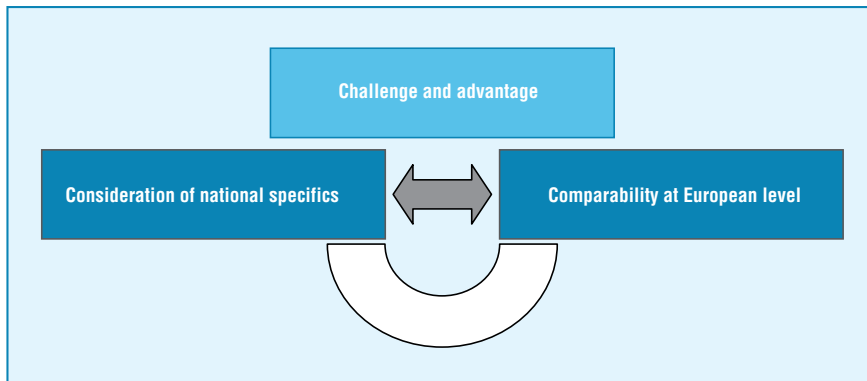 Challenge and advantage
Consideration of national specifics
Comparability at European level